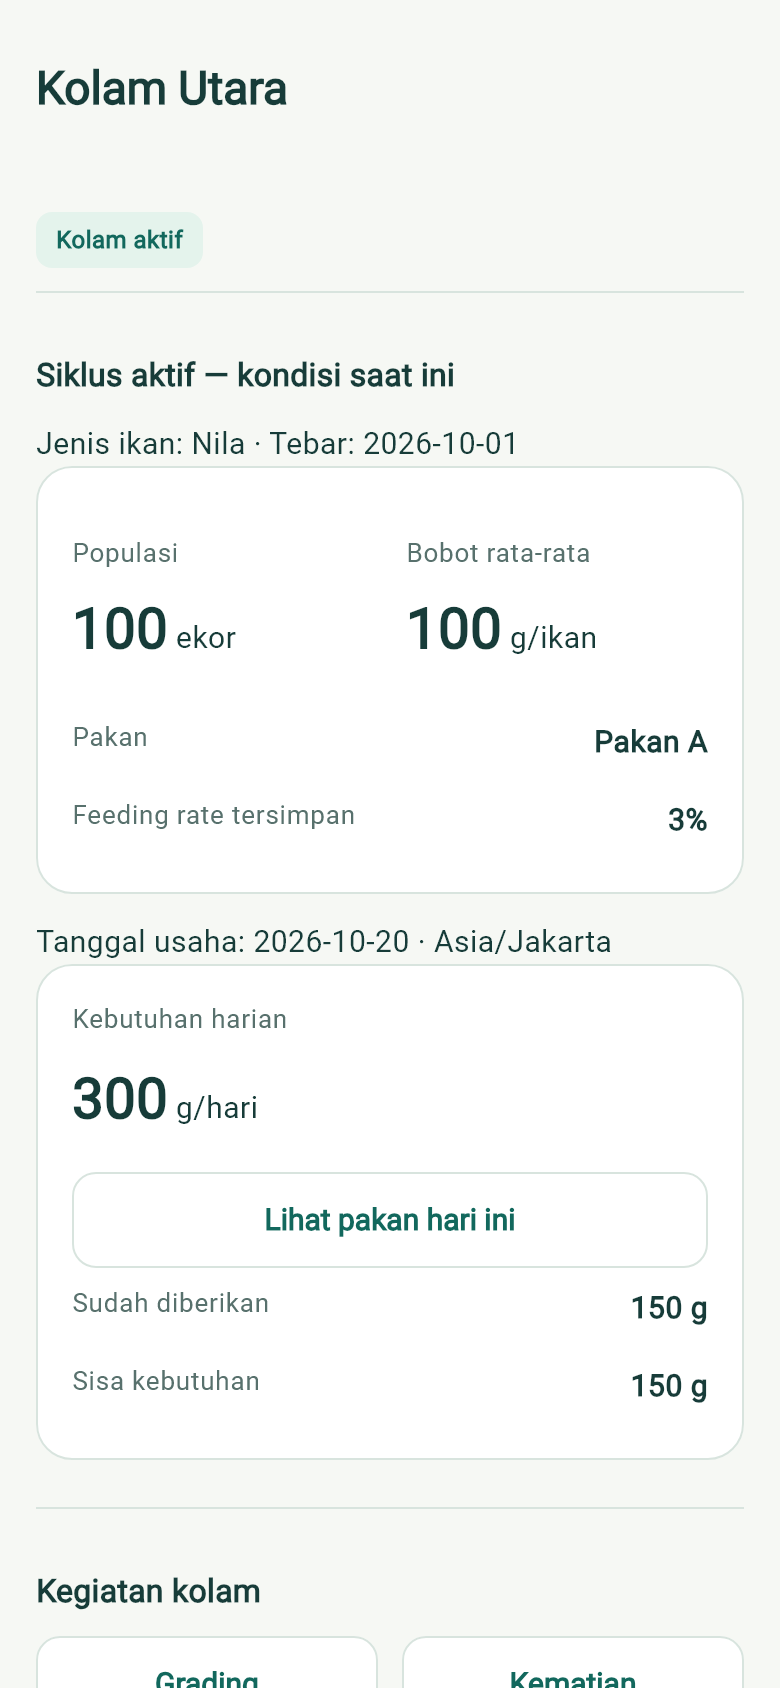 Kolam Utara
Kolam aktif
Siklus aktif — kondisi saat ini
Jenis ikan: Nila · Tebar: 2026-10-01
Populasi
Bobot rata-rata
100 ekor
100 g/ikan
Pakan
Pakan A
Feeding rate tersimpan
3%
Tanggal usaha: 2026-10-20 · Asia/Jakarta
Kebutuhan harian
300 g/hari
Lihat pakan hari ini
Sudah diberikan
150 g
Sisa kebutuhan
150 g
Kegiatan kolam
Grading
Kematian